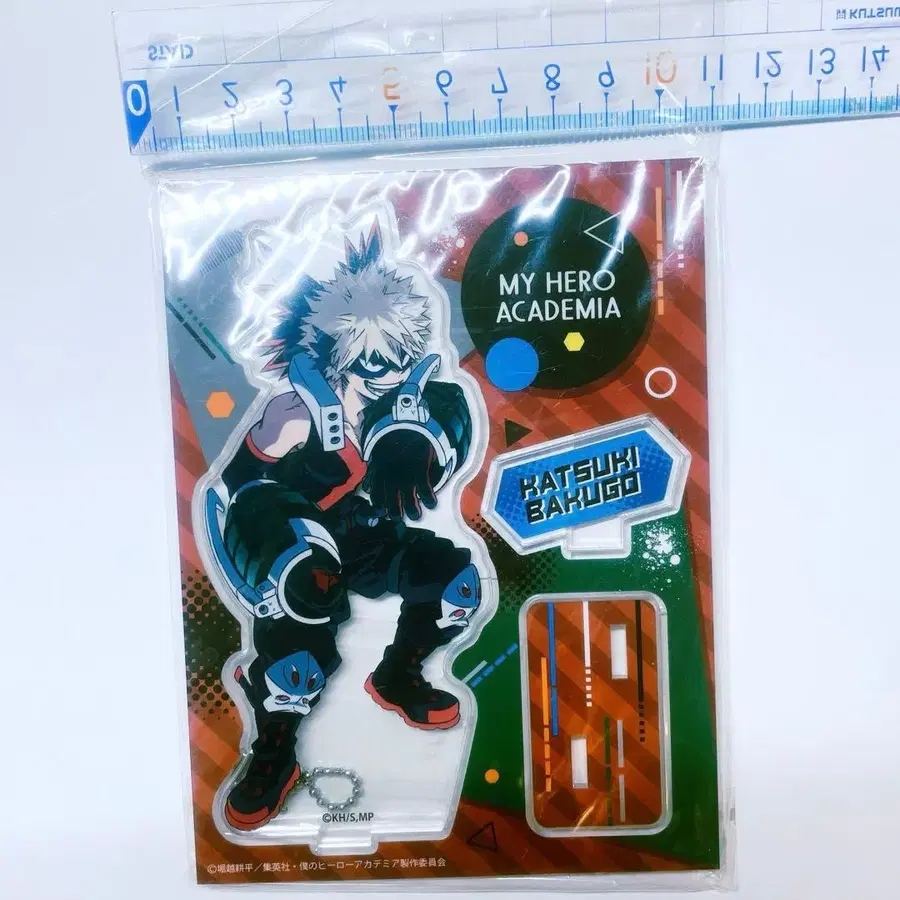 KUTSUWA
STAD
0 1 2 3 4 5 6 7 8 9 10 11 12 13 14
MY HERO
ACADEMIA
KATSUKI
BAKUGO
©KH/S,MP
©堀越耕平／集英社・僕のヒーローアカデミア製作委員会